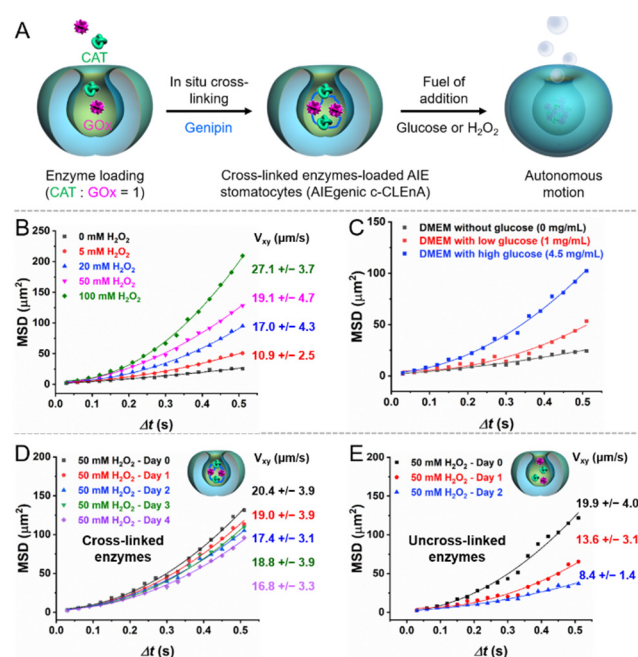 A
CAT
GOx
In situ cross-
linking
Genipin
Fuel of
addition
Glucose or H₂O₂
Enzyme loading
(CAT : GOx = 1)
Cross-linked enzymes-loaded AIE
stomatocytes (AIEgenic c-CLEnA)
Autonomous
motion
B
0 mM H₂O₂
5 mM H₂O₂
20 mM H₂O₂
50 mM H₂O₂
100 mM H₂O₂
Vxy (μm/s)
27.1 +/− 3.7
19.1 +/− 4.7
17.0 +/− 4.3
10.9 +/− 2.5
MSD (μm²)
250
200
150
100
50
0
0.0 0.1 0.2 0.3 0.4 0.5
Δt (s)
C
DMEM without glucose (0 mg/mL)
DMEM with low glucose (1 mg/mL)
DMEM with high glucose (4.5 mg/mL)
MSD (μm²)
100
50
0
0.0 0.1 0.2 0.3 0.4 0.5
Δt (s)
D
50 mM H₂O₂ - Day 0
50 mM H₂O₂ - Day 1
50 mM H₂O₂ - Day 2
50 mM H₂O₂ - Day 3
50 mM H₂O₂ - Day 4
Cross-linked
enzymes
Vxy (μm/s)
20.4 +/− 3.9
19.0 +/− 3.9
17.4 +/− 3.1
18.8 +/− 3.9
16.8 +/− 3.3
MSD (μm²)
200
150
100
50
0
0.0 0.1 0.2 0.3 0.4 0.5
Δt (s)
E
50 mM H₂O₂ - Day 0
50 mM H₂O₂ - Day 1
50 mM H₂O₂ - Day 2
Uncross-linked
enzymes
Vxy (μm/s)
19.9 +/− 4.0
13.6 +/− 3.1
8.4 +/− 1.4
MSD (μm²)
200
150
100
50
0
0.0 0.1 0.2 0.3 0.4 0.5
Δt (s)